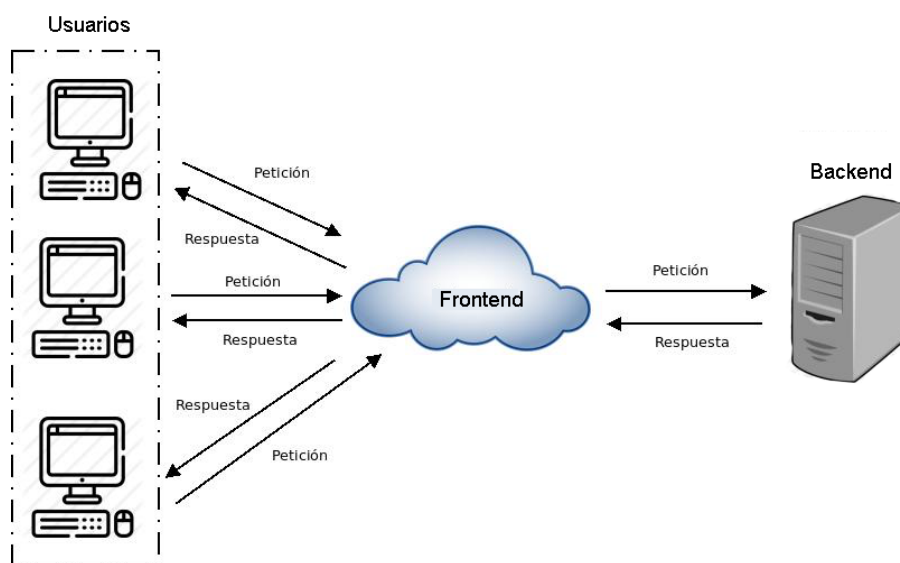 Usuarios
Petición
Respuesta
Petición
Respuesta
Respuesta
Petición
Frontend
Petición
Respuesta
Backend